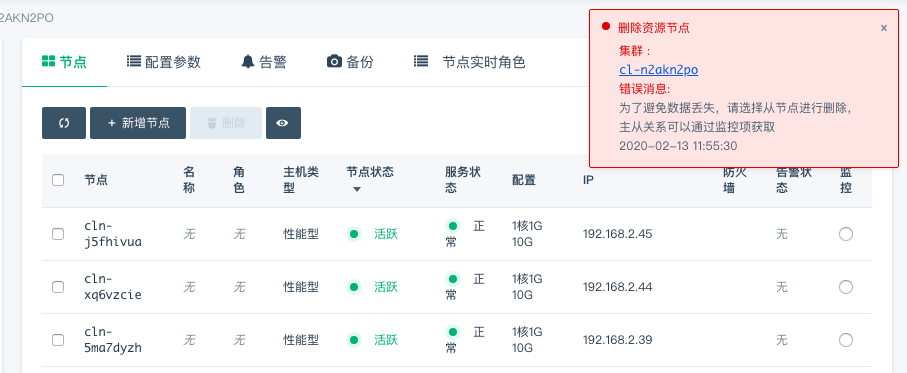 2AKN2PO
删除资源节点 ×
集群：
cl-n2akn2po
错误消息:
为了避免数据丢失，请选择从节点进行删除，
主从关系可以通过监控项获取
2020-02-13 11:55:30
节点 配置参数 告警 备份 节点实时角色
+ 新增节点 删除
节点 名称 角色 主机类型 节点状态 服务状态 配置 IP 防火墙 告警状态 监控
cln-j5fhivua 无 无 性能型 活跃 正常 1核1G 10G 192.168.2.45 无
cln-xq6vzcie 无 无 性能型 活跃 正常 1核1G 10G 192.168.2.44 无
cln-5ma7dyzh 无 无 性能型 活跃 正常 1核1G 10G 192.168.2.39 无